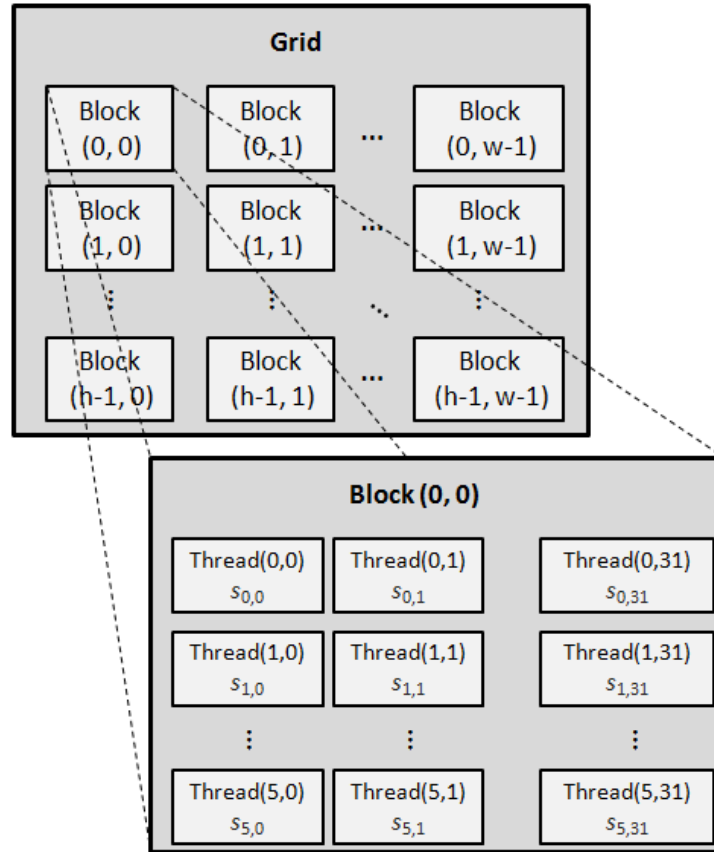 Grid
Block Block Block
(0, 0) (0, 1) ... (0, w-1)
Block Block Block
(1, 0) (1, 1) ... (1, w-1)
Block Block Block
(h-1, 0) (h-1, 1) ... (h-1, w-1)
Block (0, 0)
Thread(0,0) Thread(0,1) Thread(0,31)
s0,0 s0,1 s0,31
Thread(1,0) Thread(1,1) Thread(1,31)
s1,0 s1,1 s1,31
Thread(5,0) Thread(5,1) Thread(5,31)
s5,0 s5,1 s5,31